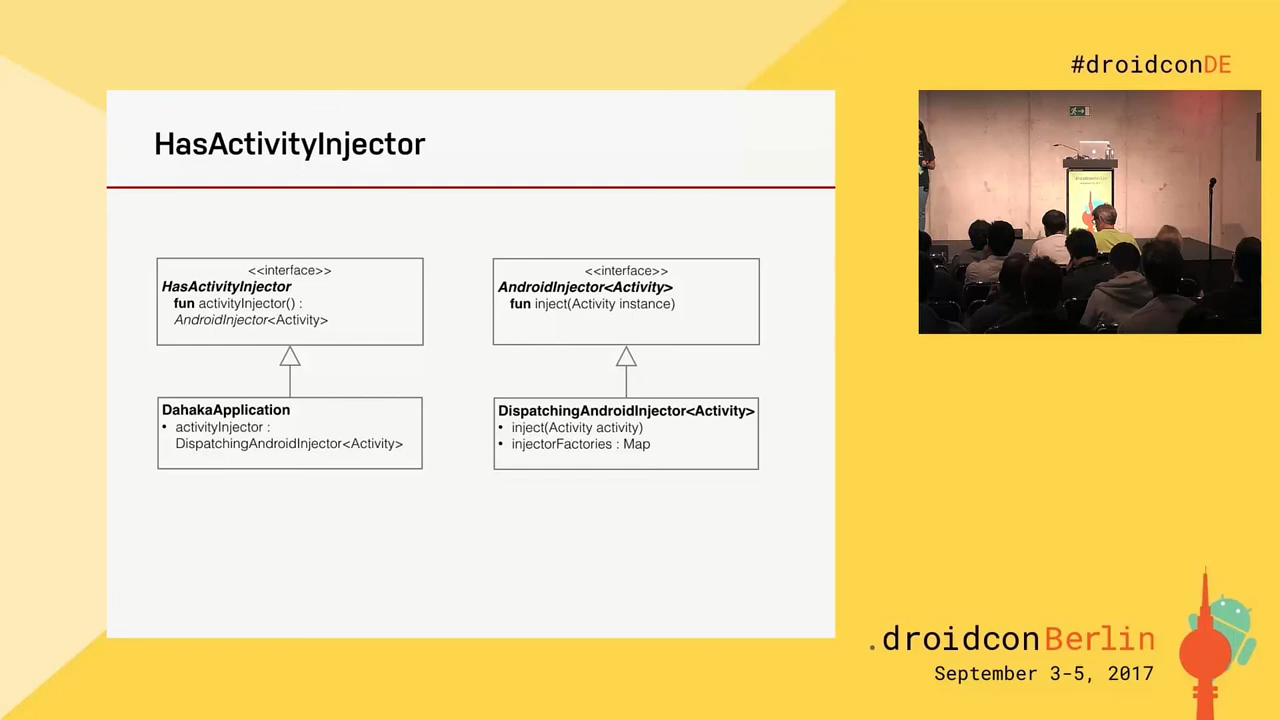 #droidconDE
HasActivityInjector
<<interface>>
HasActivityInjector
fun activityInjector() :
AndroidInjector<Activity>
<<interface>>
AndroidInjector<Activity>
fun inject(Activity instance)
DahakaApplication
• activityInjector :
DispatchingAndroidInjector<Activity>
DispatchingAndroidInjector<Activity>
• inject(Activity activity)
• injectorFactories : Map
.droidconBerlin
September 3-5, 2017